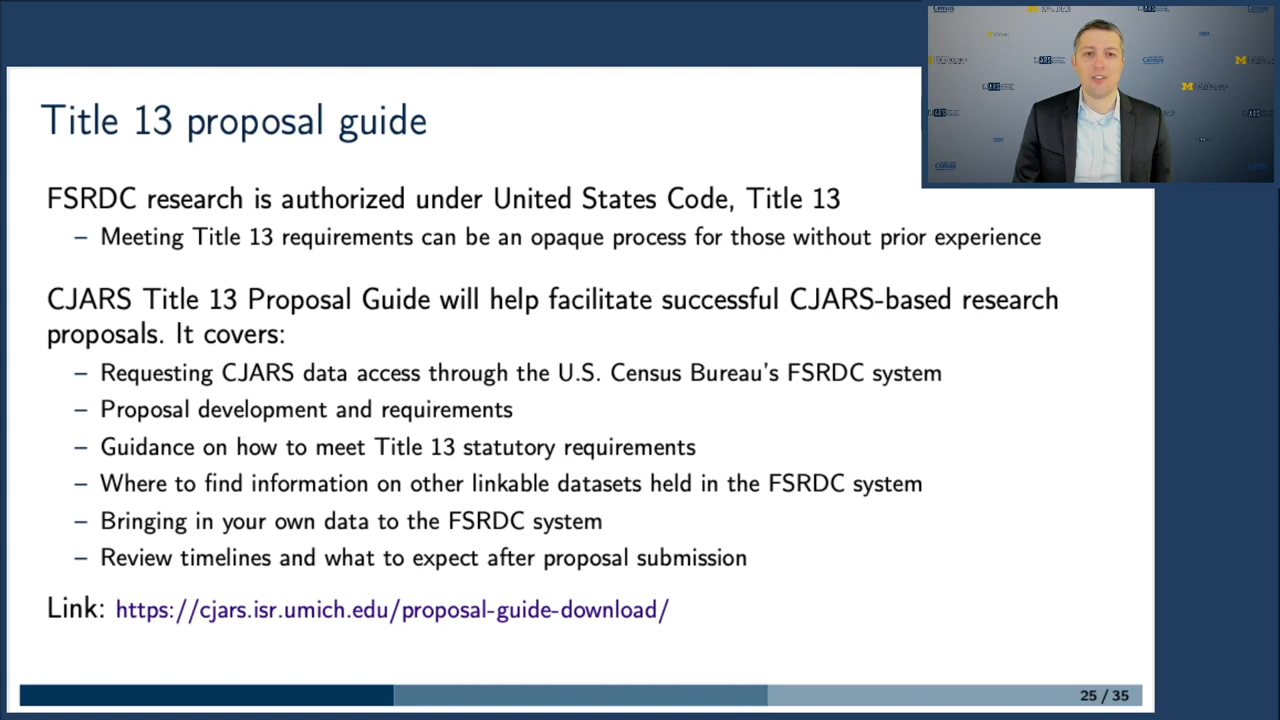 Title 13 proposal guide
FSRDC research is authorized under United States Code, Title 13
– Meeting Title 13 requirements can be an opaque process for those without prior experience
CJARS Title 13 Proposal Guide will help facilitate successful CJARS-based research
proposals. It covers:
– Requesting CJARS data access through the U.S. Census Bureau's FSRDC system
– Proposal development and requirements
– Guidance on how to meet Title 13 statutory requirements
– Where to find information on other linkable datasets held in the FSRDC system
– Bringing in your own data to the FSRDC system
– Review timelines and what to expect after proposal submission
Link: https://cjars.isr.umich.edu/proposal-guide-download/
25 / 35